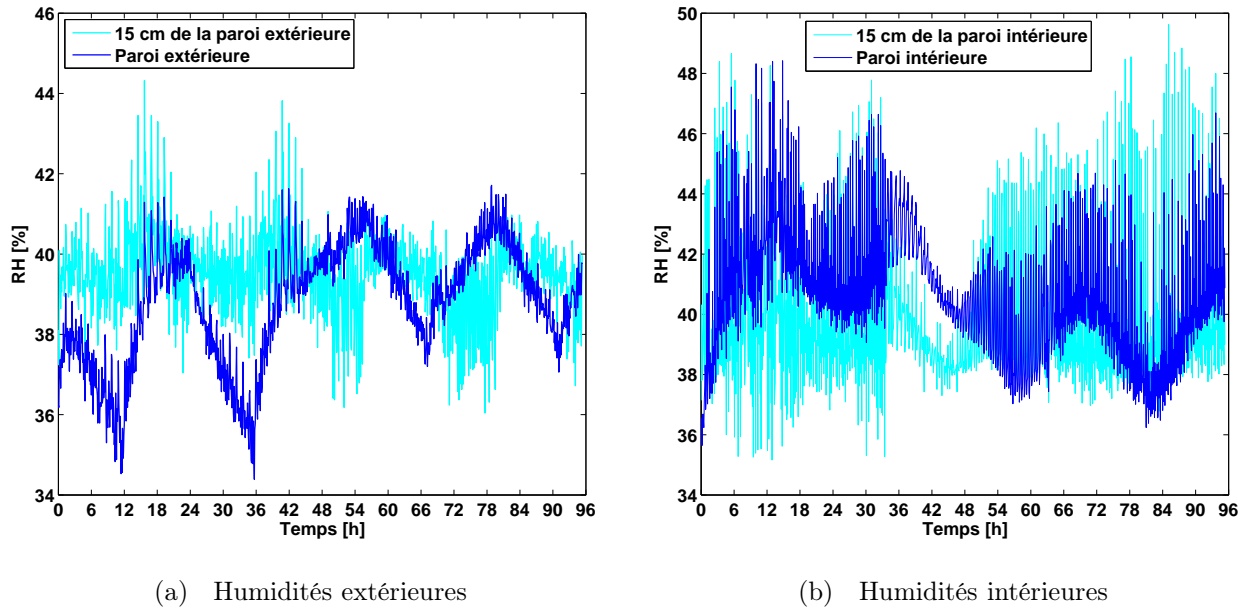 15 cm de la paroi extérieure
Paroi extérieure
RH [%]
46
44
42
40
38
36
34
0 6 12 18 24 30 36 42 48 54 60 66 72 78 84 90 96
Temps [h]
(a) Humidités extérieures
15 cm de la paroi intérieure
Paroi intérieure
RH [%]
50
48
46
44
42
40
38
36
34
0 6 12 18 24 30 36 42 48 54 60 66 72 78 84 90 96
Temps [h]
(b) Humidités intérieures